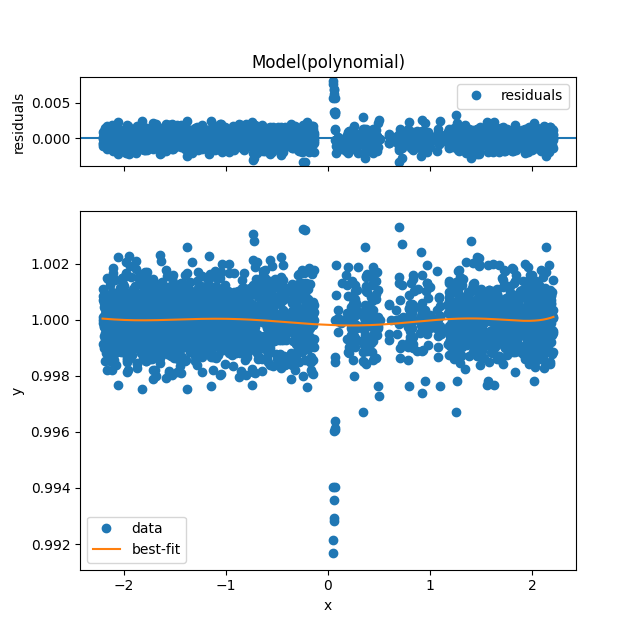 Model(polynomial)
residuals
0.005
0.000
residuals
1.002
1.000
0.998
0.996
0.994
0.992
y
data
best-fit
−2
−1
0
1
2
x